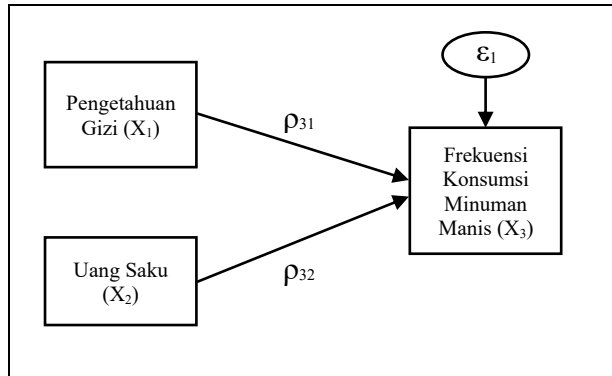 Pengetahuan
Gizi (X₁)
ρ₃₁
ε₁
Frekuensi
Konsumsi
Minuman
Manis (X₃)
Uang Saku
(X₂)
ρ₃₂